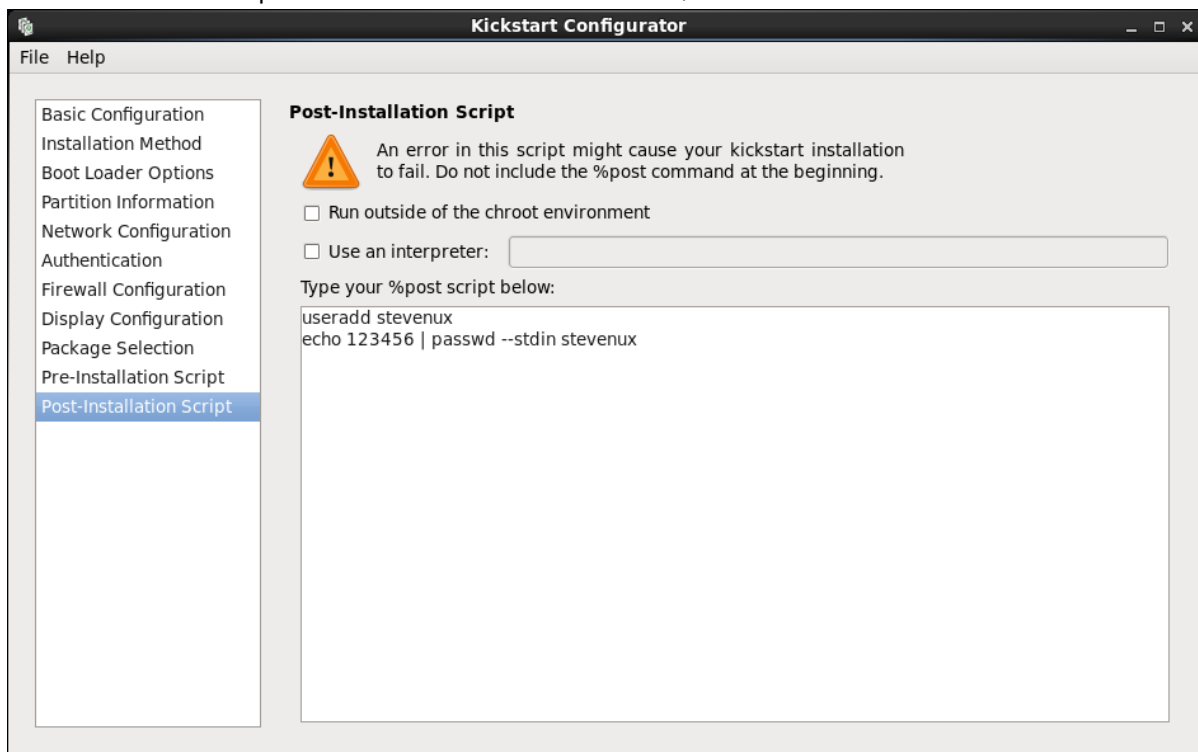 Kickstart Configurator
File Help
Basic Configuration
Installation Method
Boot Loader Options
Partition Information
Network Configuration
Authentication
Firewall Configuration
Display Configuration
Package Selection
Pre-Installation Script
Post-Installation Script
Post-Installation Script
An error in this script might cause your kickstart installation
to fail. Do not include the %post command at the beginning.
Run outside of the chroot environment
Use an interpreter:
Type your %post script below:
useradd stevenux
echo 123456 | passwd --stdin stevenux